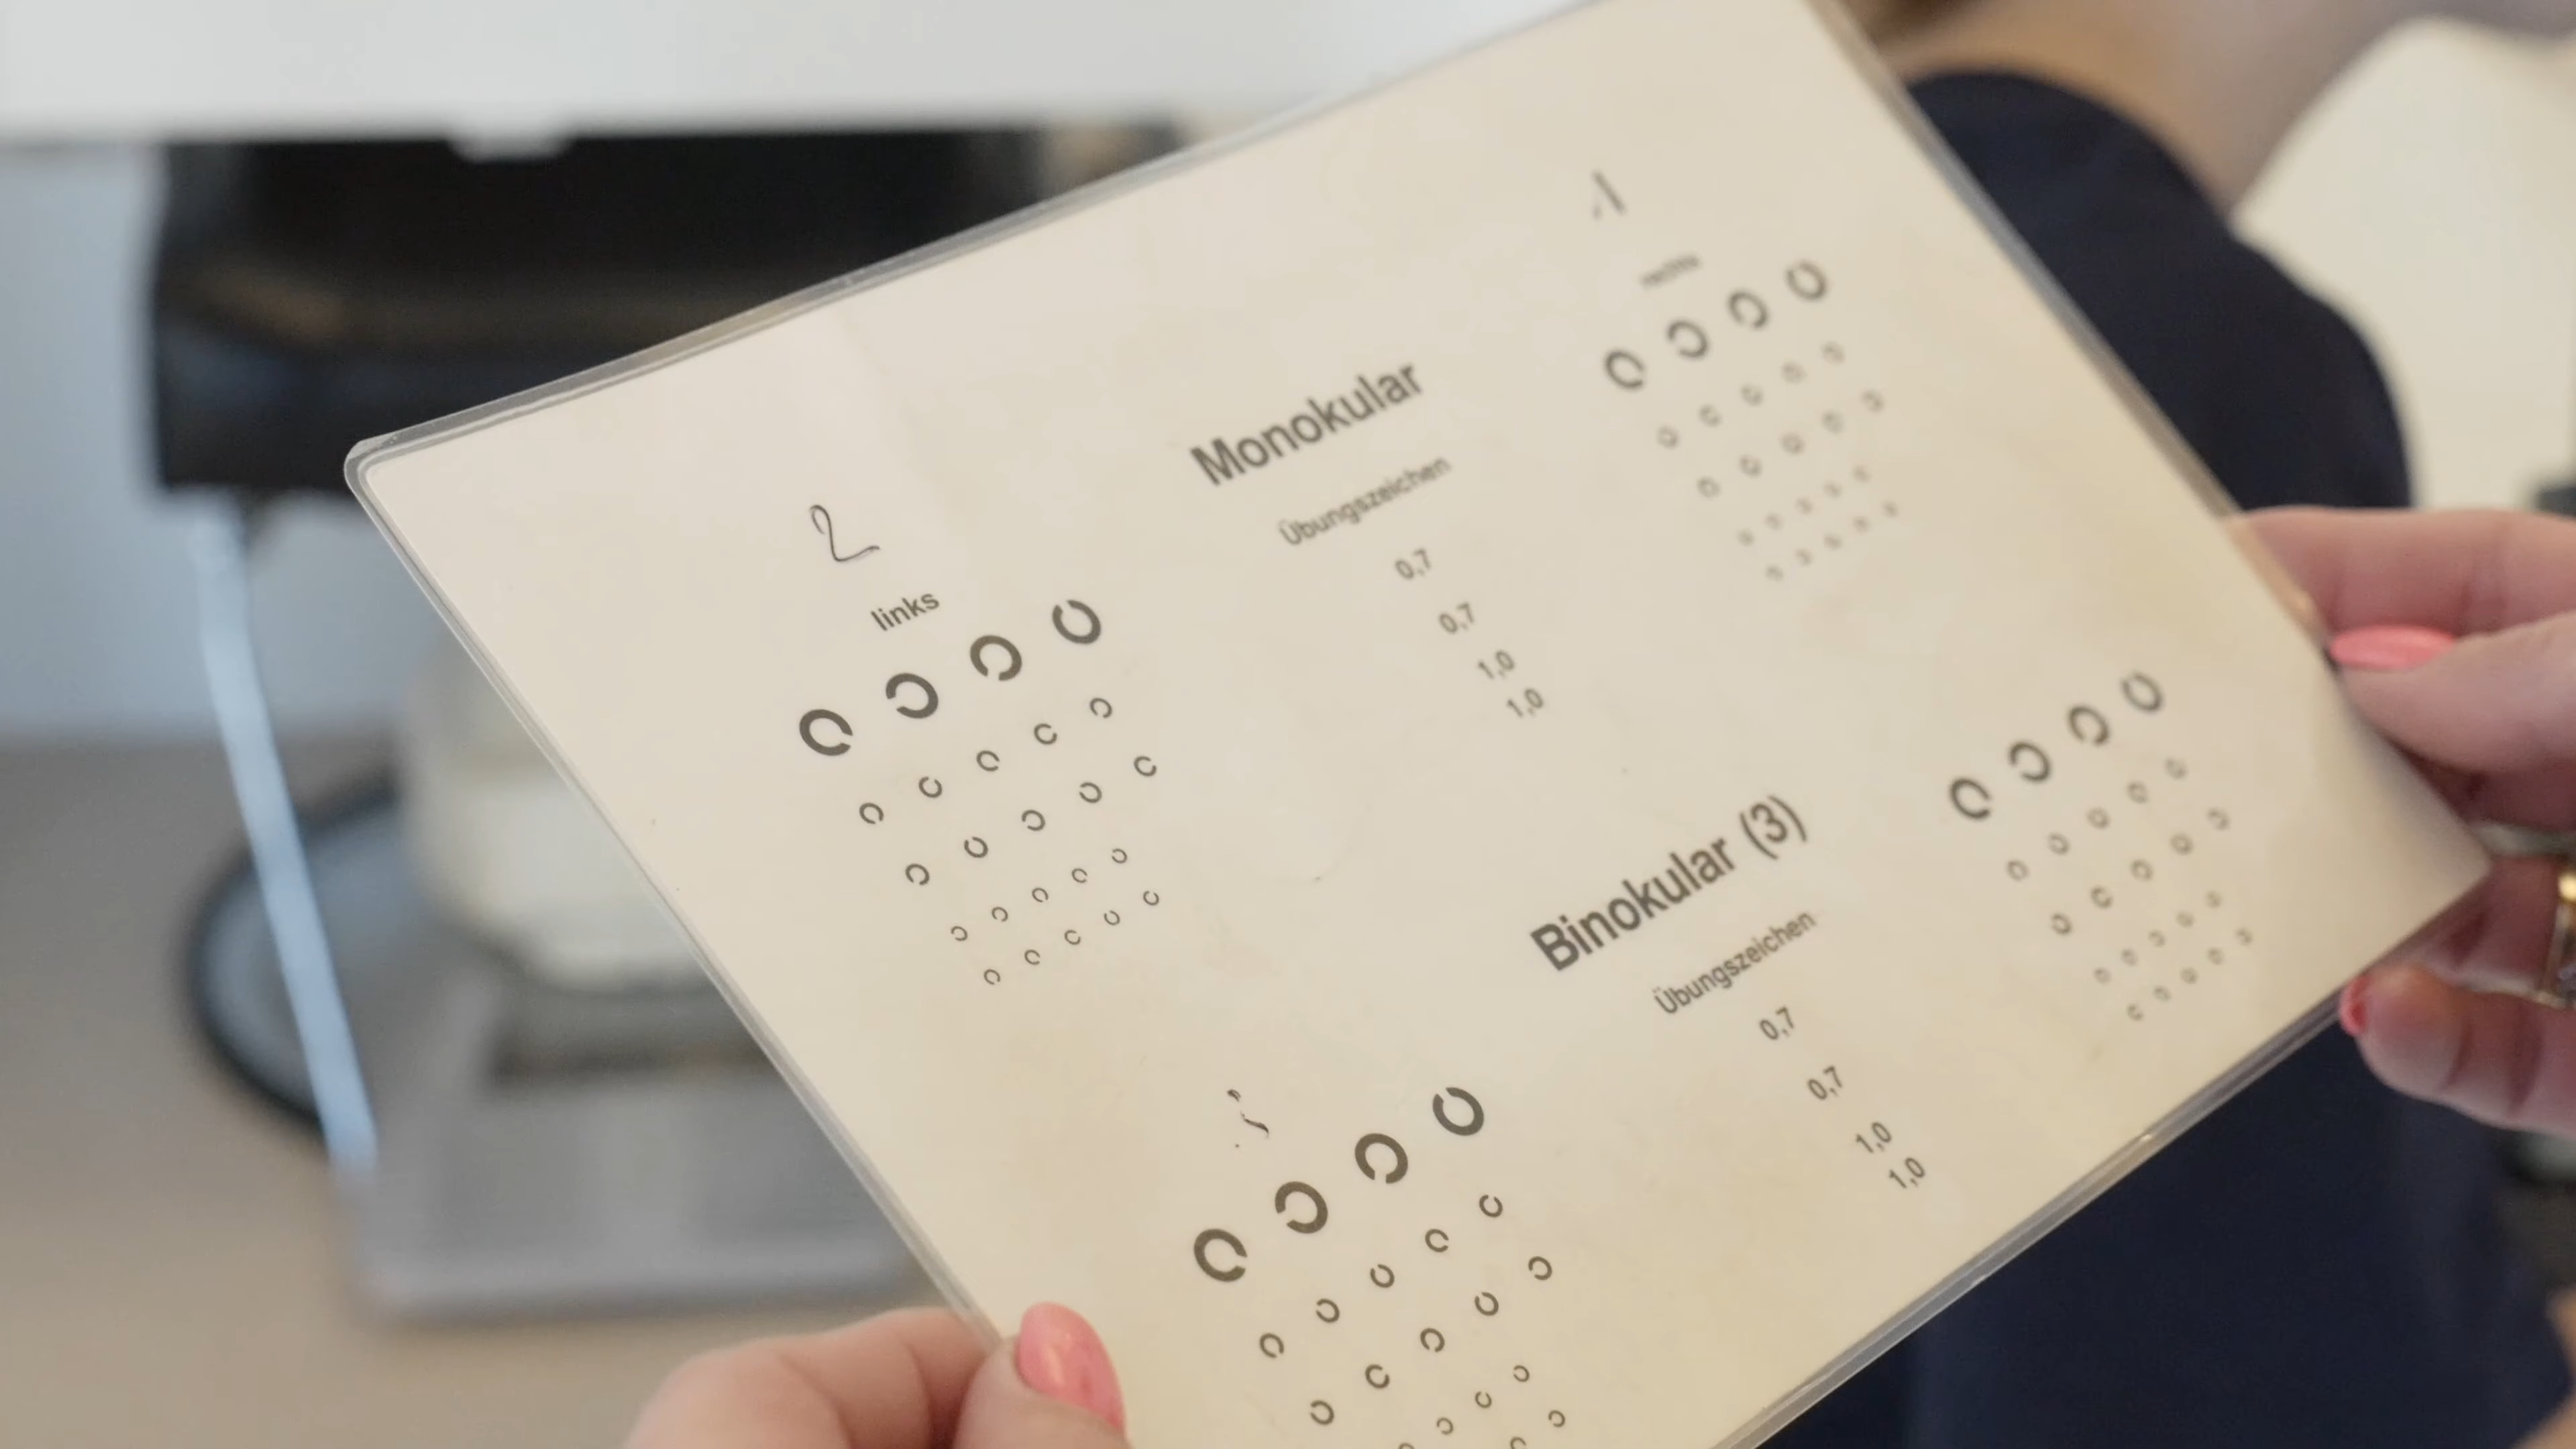 2
1
links
Monokular
rechts
Übungszeichen
0,7
0,7
1,0
1,0
Binokular (3)
Übungszeichen
0,7
0,7
1,0
1,0